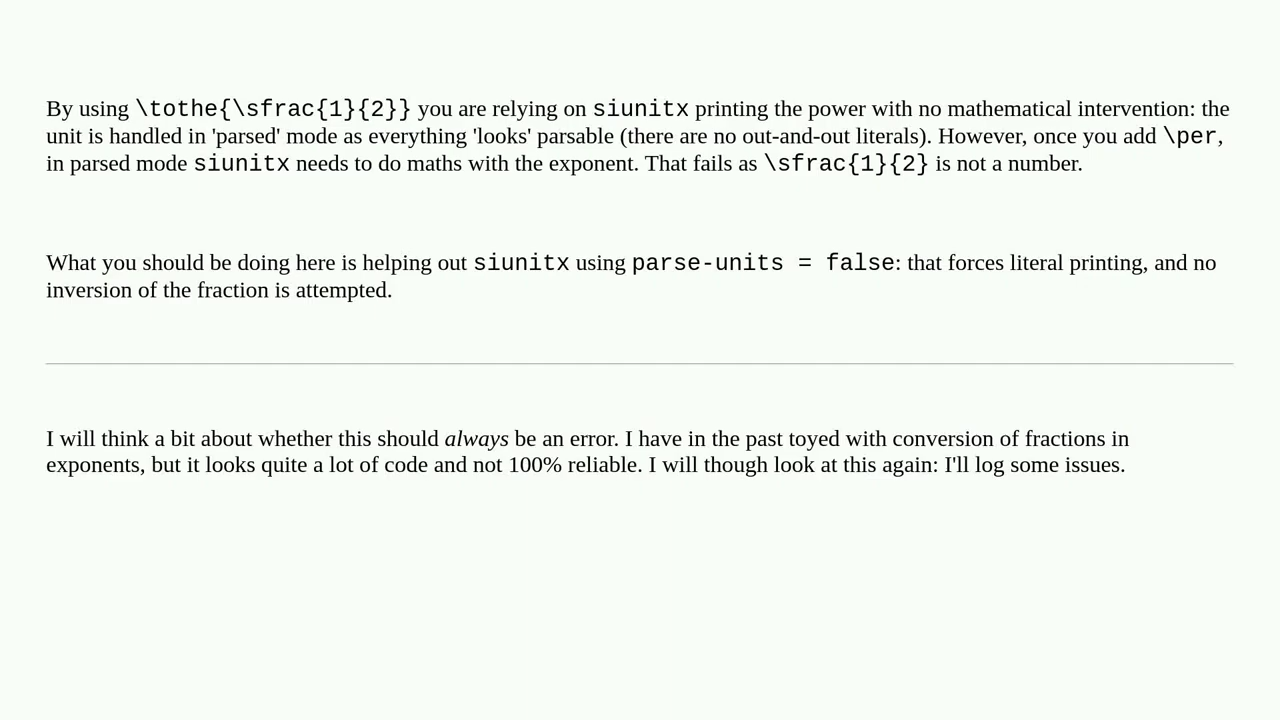 By using \tothe{\sfrac{1}{2}} you are relying on siunitx printing the power with no mathematical intervention: the
unit is handled in 'parsed' mode as everything 'looks' parsable (there are no out-and-out literals). However, once you add \per,
in parsed mode siunitx needs to do maths with the exponent. That fails as \sfrac{1}{2} is not a number.
What you should be doing here is helping out siunitx using parse-units = false: that forces literal printing, and no
inversion of the fraction is attempted.
I will think a bit about whether this should always be an error. I have in the past toyed with conversion of fractions in
exponents, but it looks quite a lot of code and not 100% reliable. I will though look at this again: I'll log some issues.